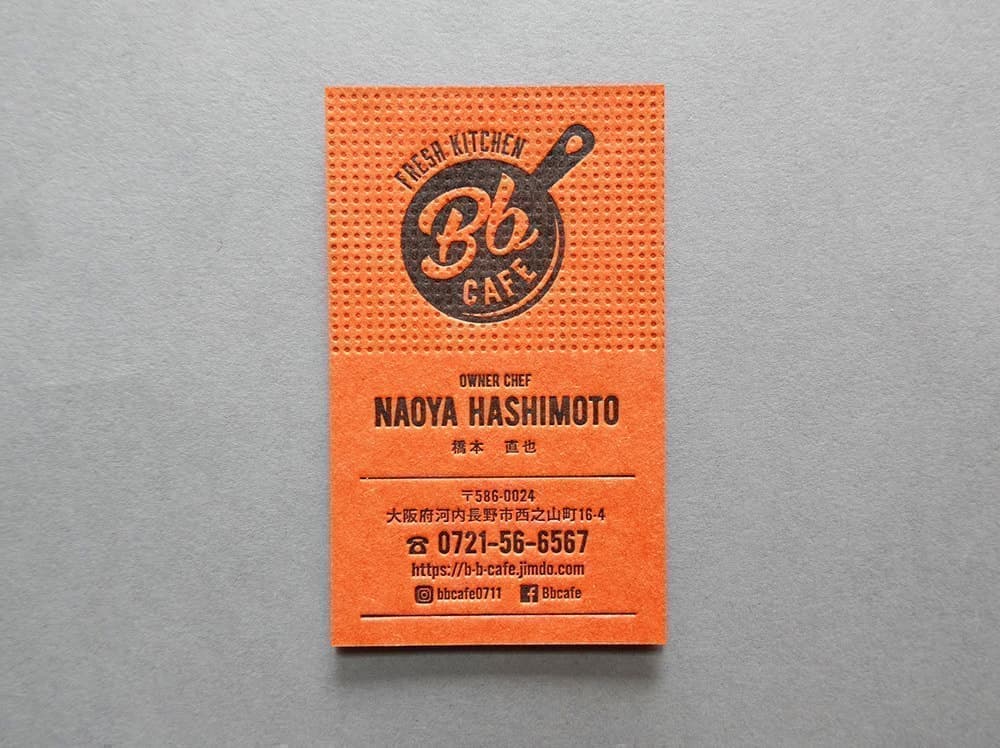 FRESH KITCHEN
Bb
CAFE
OWNER CHEF
NAOYA HASHIMOTO
橋本 直也
〒586-0024
大阪府河内長野市西之山町16-4
☎ 0721-56-6567
https://b-b-cafe.jimdo.com
bbcafe0711 Bbcafe